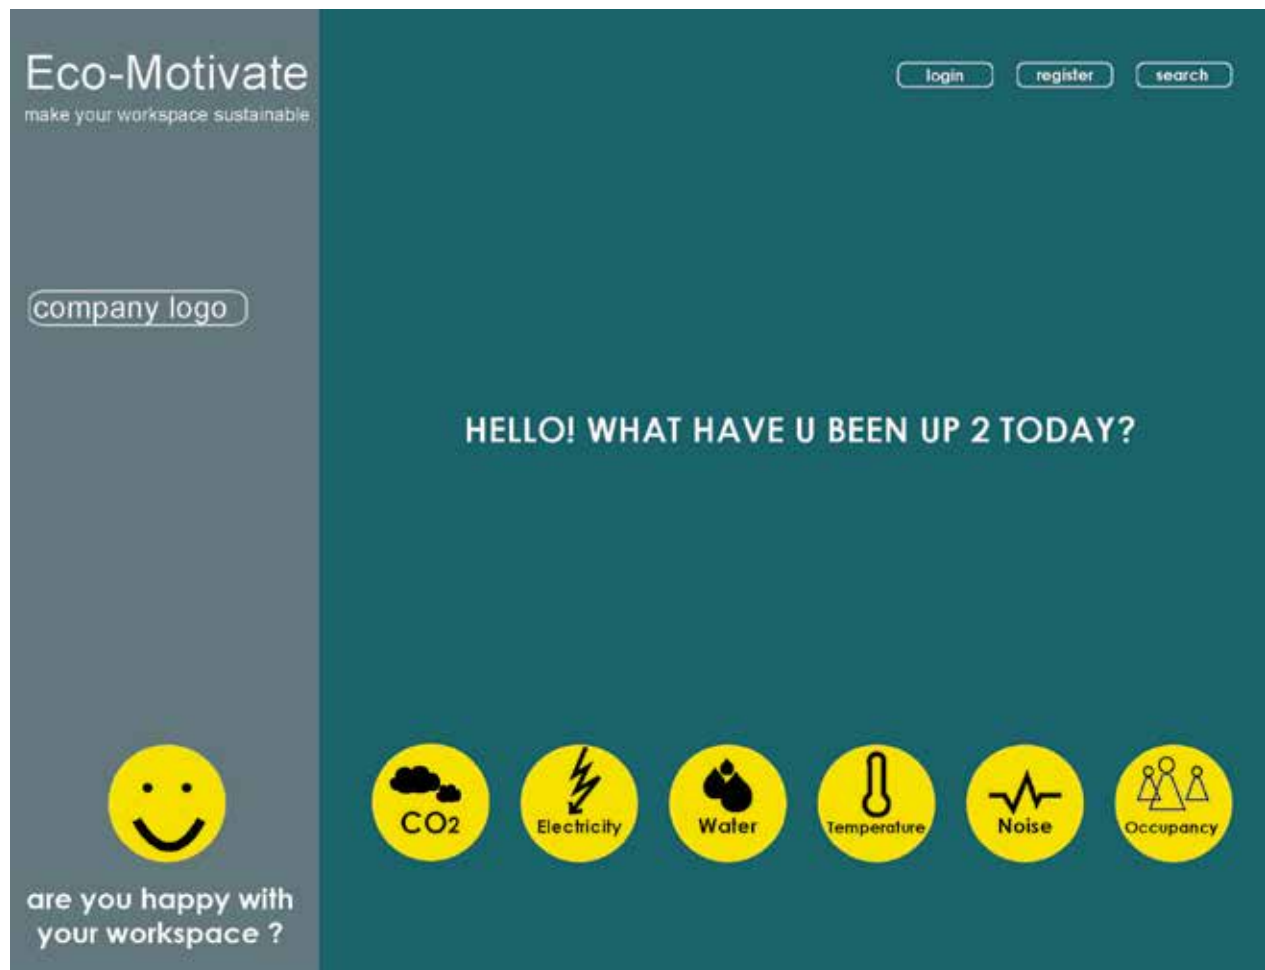 Eco-Motivate
make your workspace sustainable
login
register
search
company logo
HELLO! WHAT HAVE U BEEN UP 2 TODAY?
CO2
Electricity
Water
Temperature
Noise
Occupancy
are you happy with
your workspace ?